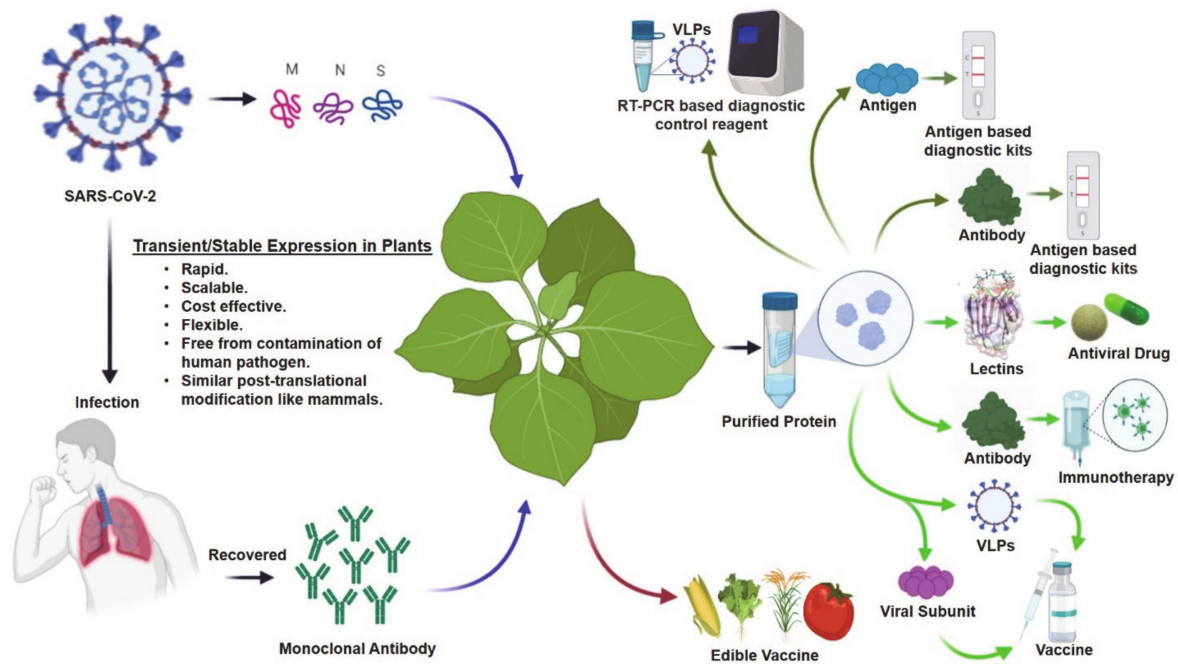 M N S
SARS-CoV-2
Transient/Stable Expression in Plants
• Rapid.
• Scalable.
• Cost effective.
• Flexible.
• Free from contamination of
human pathogen.
• Similar post-translational
modification like mammals.
Infection
Recovered
Monoclonal Antibody
Purified Protein
Edible Vaccine
VLPs
RT-PCR based diagnostic
control reagent
Antigen
C
T
S
Antigen based
diagnostic kits
Antibody
C
T
S
Antigen based
diagnostic kits
Lectins
Antiviral Drug
Antibody
Immunotherapy
VLPs
Viral Subunit
Vaccine